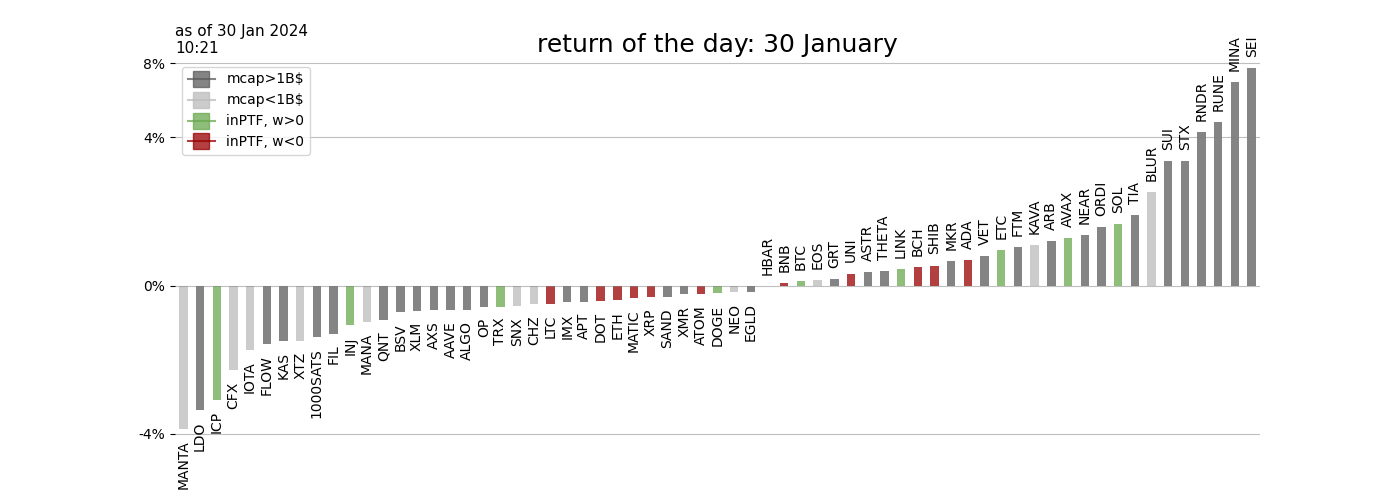 as of 30 Jan 2024
10:21
return of the day: 30 January
8%
4%
0%
-4%
mcap>1B$
mcap<1B$
inPTF, w>0
inPTF, w<0
MANTA
LDO
ICP
CFX
IOTA
FLOW
KAS
XTZ
1000SATS
FIL
INJ
MANA
QNT
BSV
XLM
AXS
AAVE
ALGO
OP
TRX
SNX
CHZ
LTC
IMX
APT
DOT
ETH
MATIC
XRP
SAND
XMR
ATOM
DOGE
NEO
EGLD
HBAR
BNB
BTC
EOS
GRT
UNI
ASTR
THETA
LINK
BCH
SHIB
MKR
ADA
VET
ETC
FTM
KAVA
ARB
AVAX
NEAR
ORDI
SOL
TIA
BLUR
SUI
STX
RNDR
RUNE
MINA
SEI